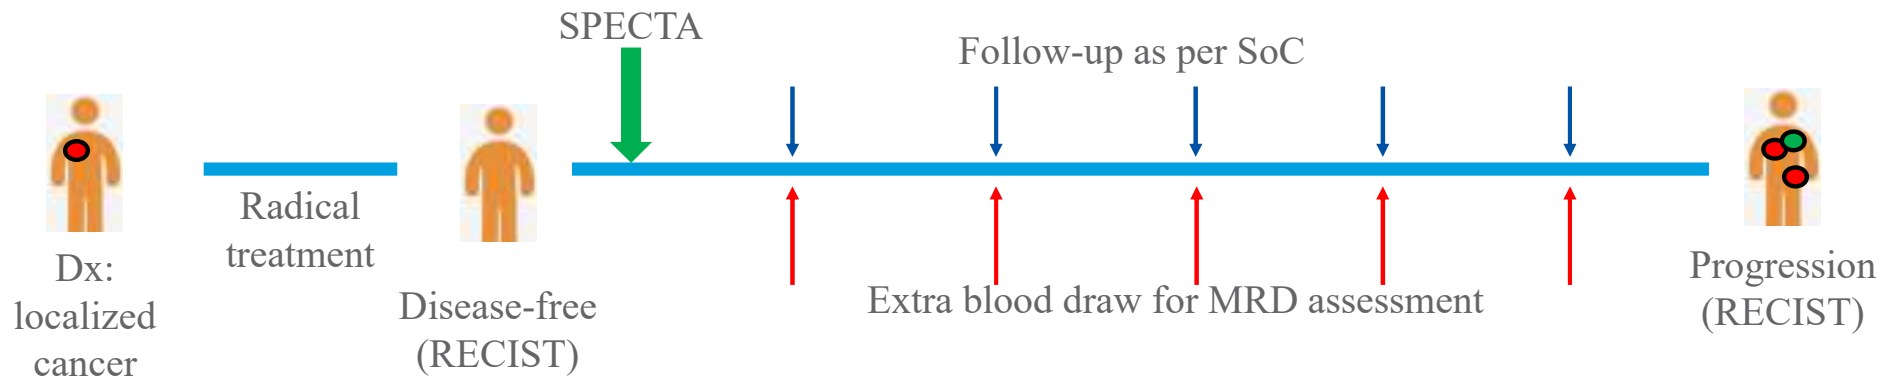 SPECTA
Follow-up as per SoC
Radical
treatment
Dx:
localized
cancer
Disease-free
(RECIST)
Extra blood draw for MRD assessment
Progression
(RECIST)